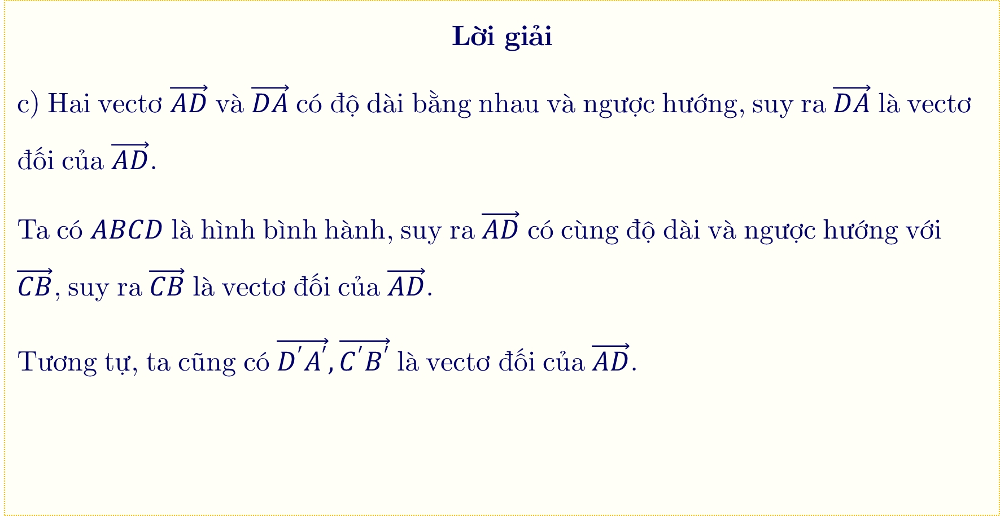 Lời giải
c) Hai vectơ $\overrightarrow{AD}$ và $\overrightarrow{DA}$ có độ dài bằng nhau và ngược hướng, suy ra $\overrightarrow{DA}$ là vectơ
đối của $\overrightarrow{AD}$.
Ta có $ABCD$ là hình bình hành, suy ra $\overrightarrow{AD}$ có cùng độ dài và ngược hướng với
$\overrightarrow{CB}$, suy ra $\overrightarrow{CB}$ là vectơ đối của $\overrightarrow{AD}$.
Tương tự, ta cũng có $\overrightarrow{D'A'}, \overrightarrow{C'B'}$ là vectơ đối của $\overrightarrow{AD}$.